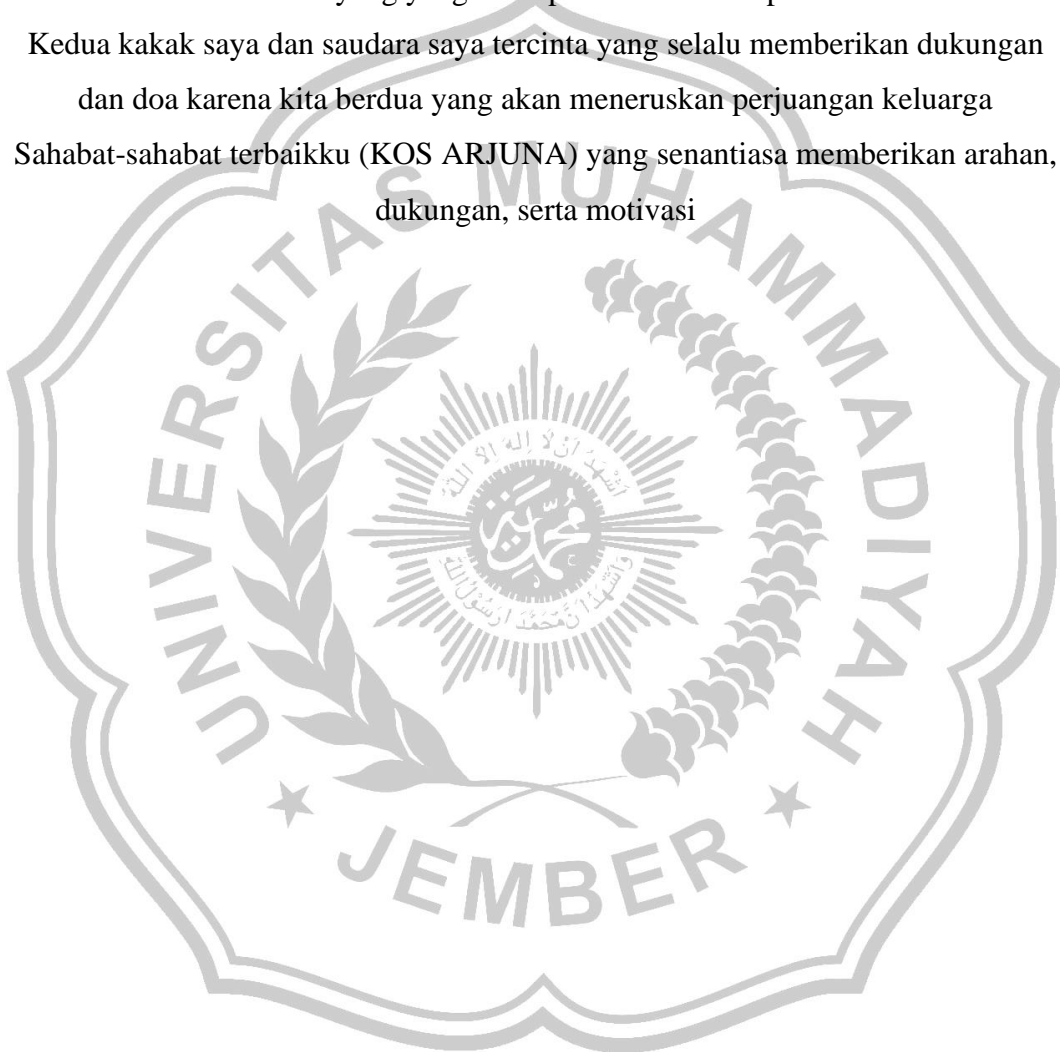 Kedua kakak saya dan saudara saya tercinta yang selalu memberikan dukungan
dan doa karena kita berdua yang akan meneruskan perjuangan keluarga
Sahabat-sahabat terbaikku (KOS ARJUNA) yang senantiasa memberikan arahan,
dukungan, serta motivasi
UNIVERSITAS MUHAMMADIYAH
JEMBER